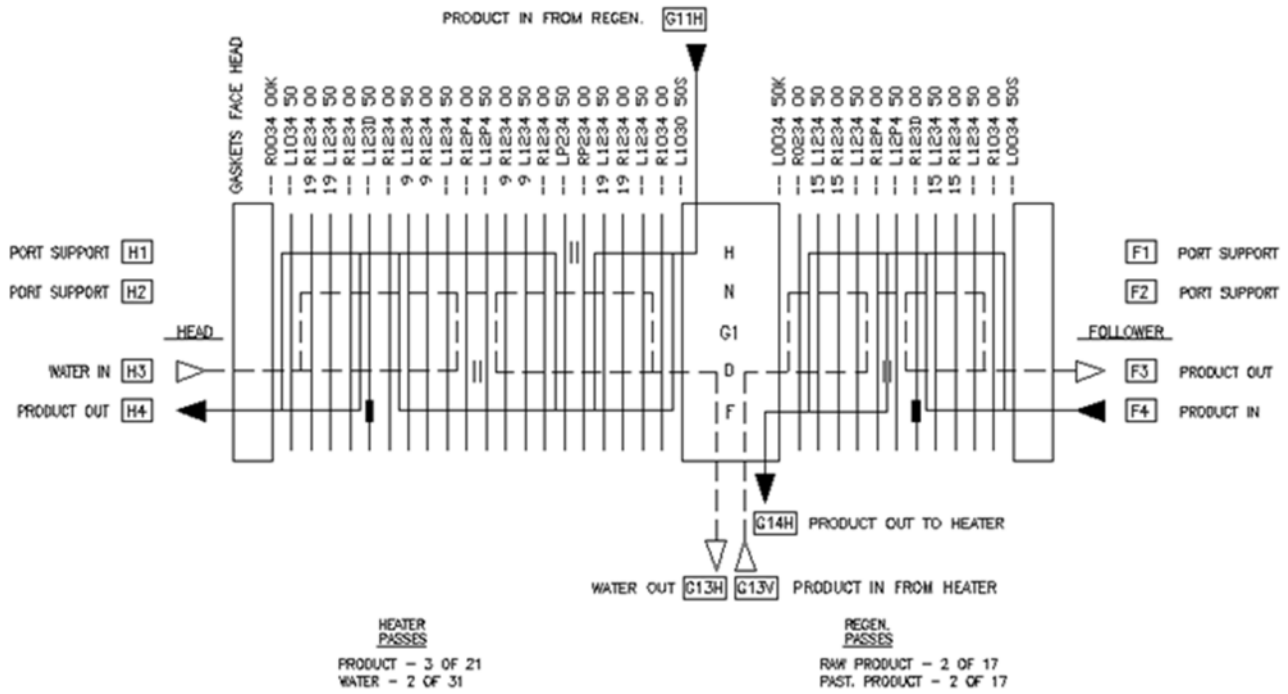 PRODUCT IN FROM REGEN. G11H
GASKETS FACE HEAD
-- R0034 00K
-- L1034 50
19 R1234 00
19 L1234 50
-- R1234 00
-- L123D 50
-- R1234 00
9 L1234 50
9 R1234 00
-- L1234 50
-- R12P4 00
-- L12P4 50
9 R1234 00
9 L1234 50
-- R1234 00
-- LP234 50
-- RP234 00
19 L1234 50
19 R1234 00
-- L1234 50
-- R1034 00
-- L1030 50S
-- L0034 50K
-- R0234 00
15 L1234 50
15 R1234 00
-- L1234 50
-- R12P4 00
-- L12P4 50
-- R123D 00
15 L1234 50
15 R1234 00
-- L1234 50
-- R1034 00
-- L0034 50S
PORT SUPPORT H1
PORT SUPPORT H2
HEAD
WATER IN H3
PRODUCT OUT H4
H
N
G1
D
F
F1 PORT SUPPORT
F2 PORT SUPPORT
FOLLOWER
F3 PRODUCT OUT
F4 PRODUCT IN
G14H PRODUCT OUT TO HEATER
WATER OUT G13H G13V PRODUCT IN FROM HEATER
HEATER
PASSES
PRODUCT - 3 OF 21
WATER - 2 OF 31
REGEN.
PASSES
RAW PRODUCT - 2 OF 17
PAST. PRODUCT - 2 OF 17